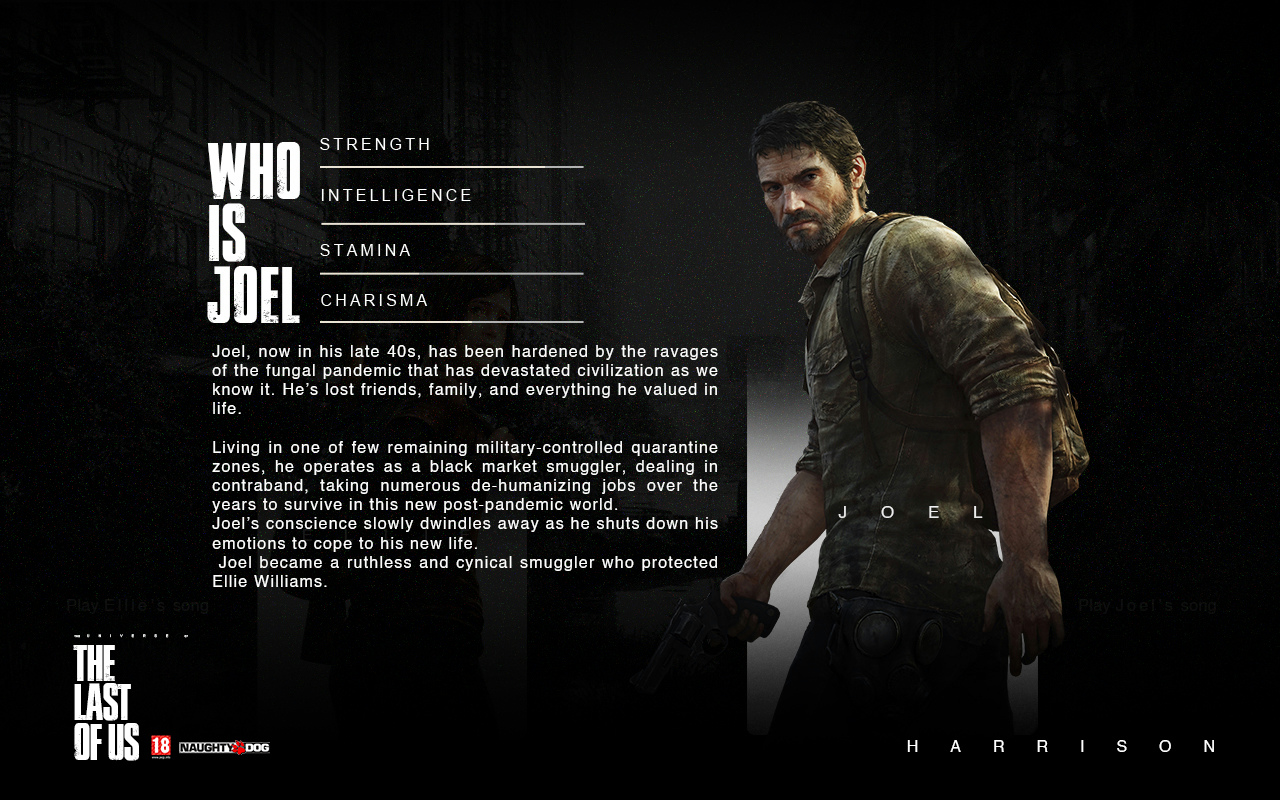 WHO
IS
JOEL
STRENGTH
INTELLIGENCE
STAMINA
CHARISMA
Joel, now in his late 40s, has been hardened by the ravages
of the fungal pandemic that has devastated civilization as we
know it. He’s lost friends, family, and everything he valued in
life.
Living in one of few remaining military-controlled quarantine
zones, he operates as a black market smuggler, dealing in
contraband, taking numerous de-humanizing jobs over the
years to survive in this new post-pandemic world.
Joel’s conscience slowly dwindles away as he shuts down his
emotions to cope to his new life.
Joel became a ruthless and cynical smuggler who protected
Ellie Williams.
JOEL
Play Ellie's song
Play Joel's song
UNIVERSE
THE
LAST
OF US
18
NAUGHTY DOG
HARRISON